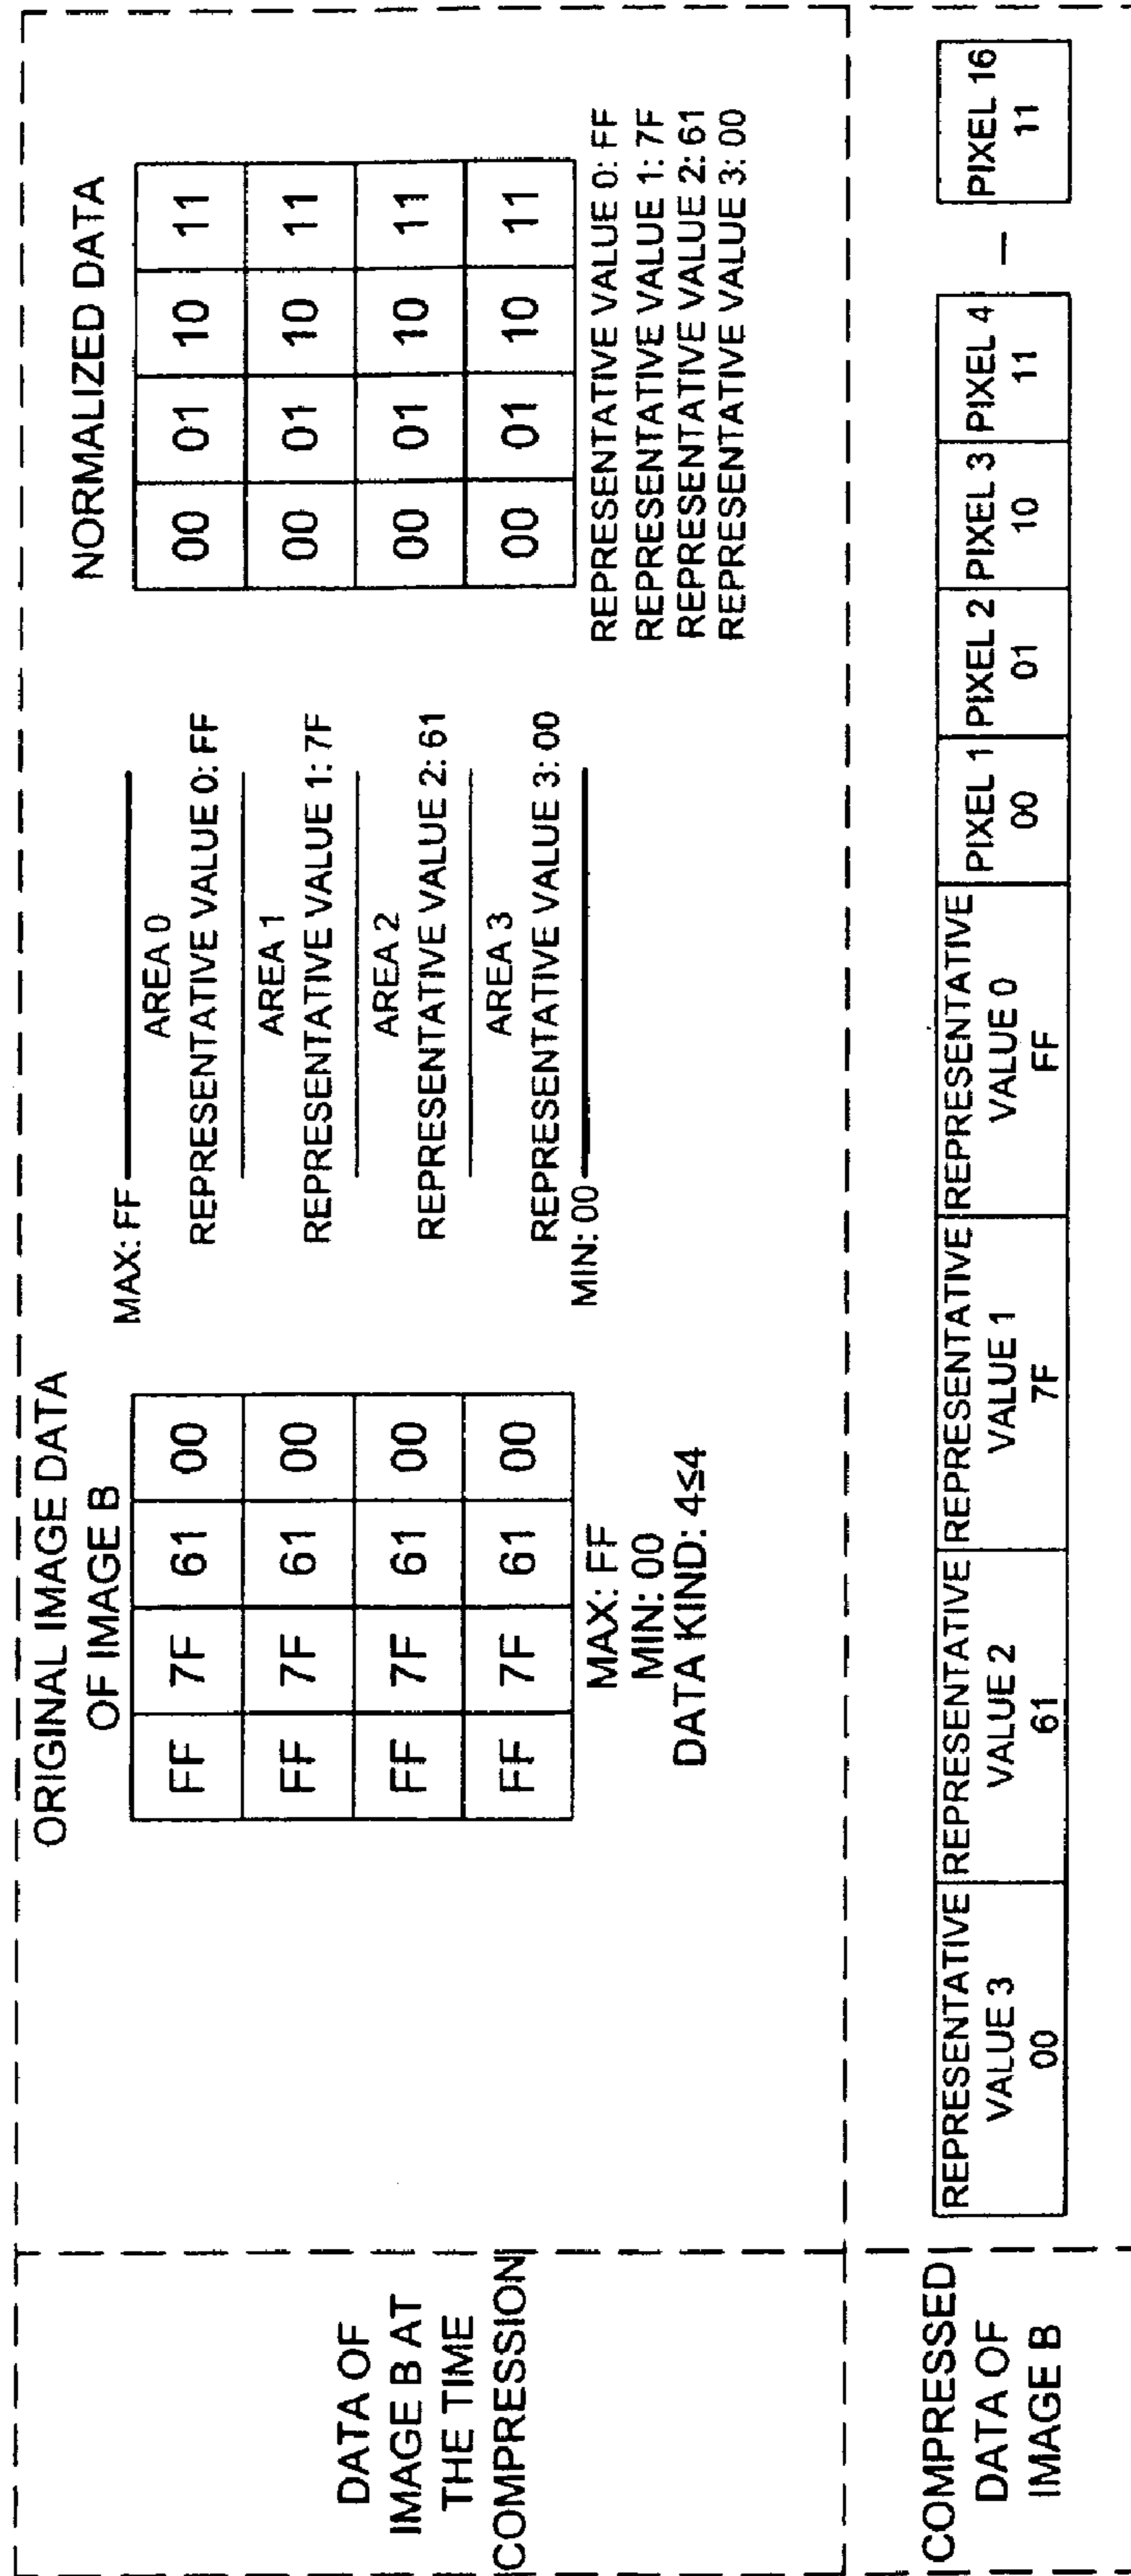 DATA OF
IMAGE B AT
THE TIME
COMPRESSION
ORIGINAL IMAGE DATA
OF IMAGE B
FF 7F 61 00
FF 7F 61 00
FF 7F 61 00
FF 7F 61 00
MAX: FF
MIN: 00
DATA KIND: 4≤4
MAX: FF
AREA 0
REPRESENTATIVE VALUE 0: FF
AREA 1
REPRESENTATIVE VALUE 1: 7F
AREA 2
REPRESENTATIVE VALUE 2: 61
AREA 3
REPRESENTATIVE VALUE 3: 00
MIN: 00
NORMALIZED DATA
00 01 10 11
00 01 10 11
00 01 10 11
00 01 10 11
REPRESENTATIVE VALUE 0: FF
REPRESENTATIVE VALUE 1: 7F
REPRESENTATIVE VALUE 2: 61
REPRESENTATIVE VALUE 3: 00
COMPRESSED
DATA OF
IMAGE B
REPRESENTATIVE
VALUE 3
00
REPRESENTATIVE
VALUE 2
61
REPRESENTATIVE
VALUE 1
7F
REPRESENTATIVE
VALUE 0
FF
PIXEL 1
00
PIXEL 2
01
PIXEL 3
10
PIXEL 4
11
—
PIXEL 16
11